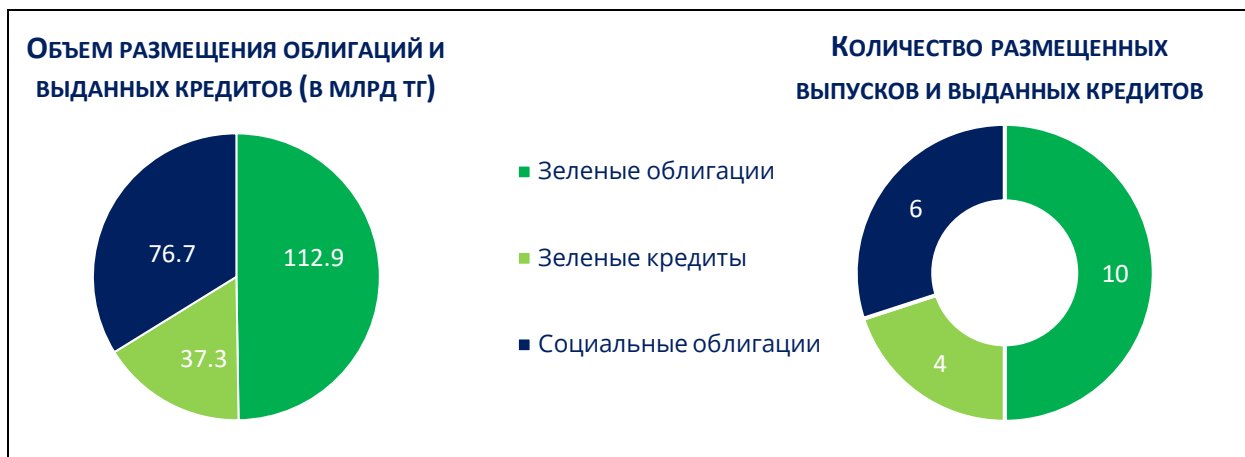 ОБЪЕМ РАЗМЕЩЕНИЯ ОБЛИГАЦИЙ И
ВЫДАННЫХ КРЕДИТОВ (В МЛРД ТГ)
76.7
112.9
37.3
Зеленые облигации
Зеленые кредиты
Социальные облигации
КОЛИЧЕСТВО РАЗМЕЩЕННЫХ
ВЫПУСКОВ И ВЫДАННЫХ КРЕДИТОВ
6
10
4